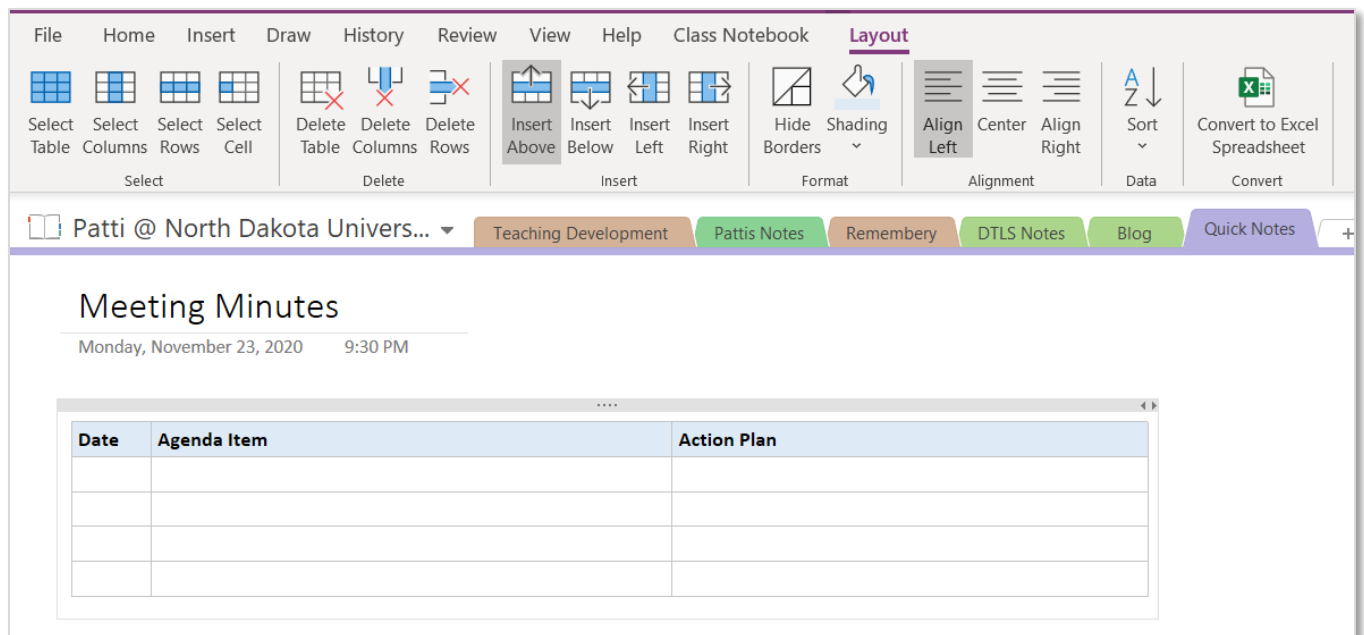 File Home Insert Draw History Review View Help Class Notebook Layout
Select Select Select Select Delete Delete Delete Insert Insert Insert Insert Hide Shading Align Center Align Sort Convert to Excel
Table Columns Rows Cell Table Columns Rows Above Below Left Right Borders Left Right Spreadsheet
Select Delete Insert Format Alignment Data Convert
Patti @ North Dakota Univers... Teaching Development Pattis Notes Remembery DTLS Notes Blog Quick Notes +
Meeting Minutes
Monday, November 23, 2020 9:30 PM
Date Agenda Item Action Plan